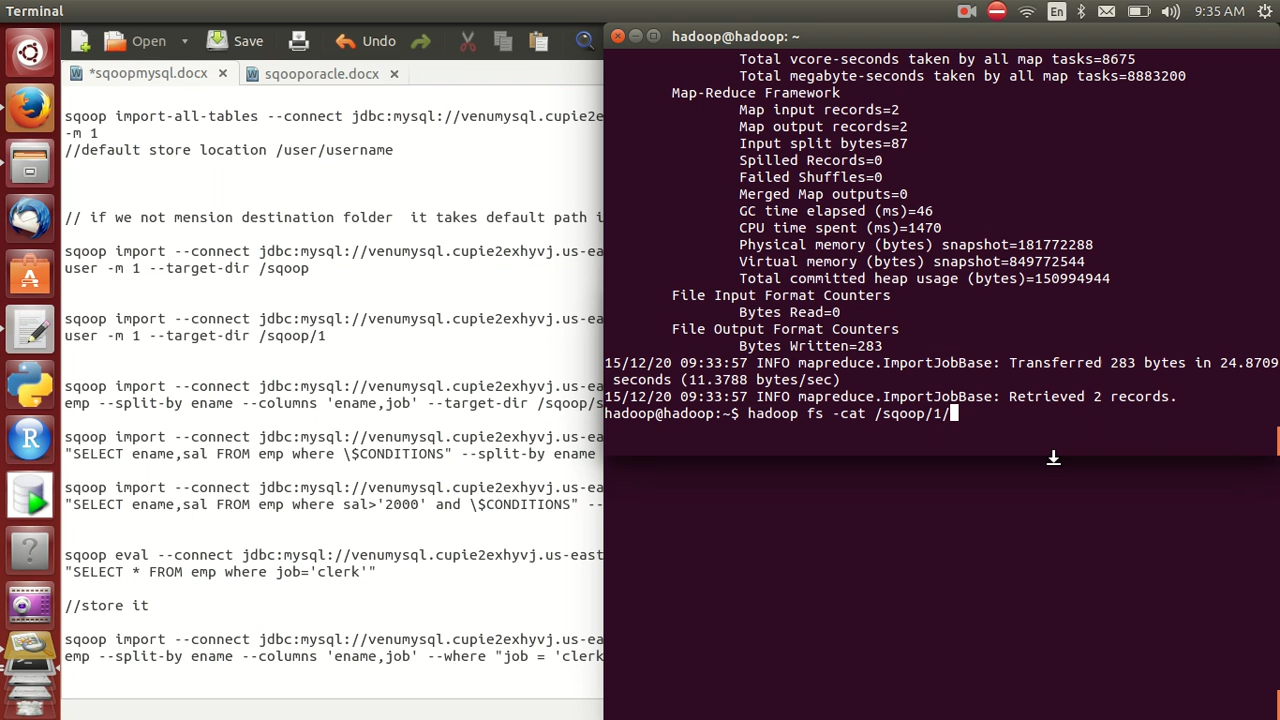 Terminal
En
9:35 AM
Open
Save
Undo
*sqoopmysql.docx
sqooporacle.docx
sqoop import-all-tables --connect jdbc:mysql://venumysql.cupie2e
-m 1
//default store location /user/username
// if we not mension destination folder  it takes default path i
sqoop import --connect jdbc:mysql://venumysql.cupie2exhyvj.us-ea
user -m 1 --target-dir /sqoop
sqoop import --connect jdbc:mysql://venumysql.cupie2exhyvj.us-ea
user -m 1 --target-dir /sqoop/1
sqoop import --connect jdbc:mysql://venumysql.cupie2exhyvj.us-ea
emp --split-by ename --columns 'ename,job' --target-dir /sqoop/s
sqoop import --connect jdbc:mysql://venumysql.cupie2exhyvj.us-ea
"SELECT ename,sal FROM emp where \$CONDITIONS" --split-by ename
sqoop import --connect jdbc:mysql://venumysql.cupie2exhyvj.us-ea
"SELECT ename,sal FROM emp where sal>'2000' and \$CONDITIONS" --
sqoop eval --connect jdbc:mysql://venumysql.cupie2exhyvj.us-east
"SELECT * FROM emp where job='clerk'"
//store it
sqoop import --connect jdbc:mysql://venumysql.cupie2exhyvj.us-ea
emp --split-by ename --columns 'ename,job' --where "job = 'clerk
hadoop@hadoop: ~
Total vcore-seconds taken by all map tasks=8675
Total megabyte-seconds taken by all map tasks=8883200
Map-Reduce Framework
Map input records=2
Map output records=2
Input split bytes=87
Spilled Records=0
Failed Shuffles=0
Merged Map outputs=0
GC time elapsed (ms)=46
CPU time spent (ms)=1470
Physical memory (bytes) snapshot=181772288
Virtual memory (bytes) snapshot=849772544
Total committed heap usage (bytes)=150994944
File Input Format Counters
Bytes Read=0
File Output Format Counters
Bytes Written=283
15/12/20 09:33:57 INFO mapreduce.ImportJobBase: Transferred 283 bytes in 24.8709
seconds (11.3788 bytes/sec)
15/12/20 09:33:57 INFO mapreduce.ImportJobBase: Retrieved 2 records.
hadoop@hadoop:~$ hadoop fs -cat /sqoop/1/